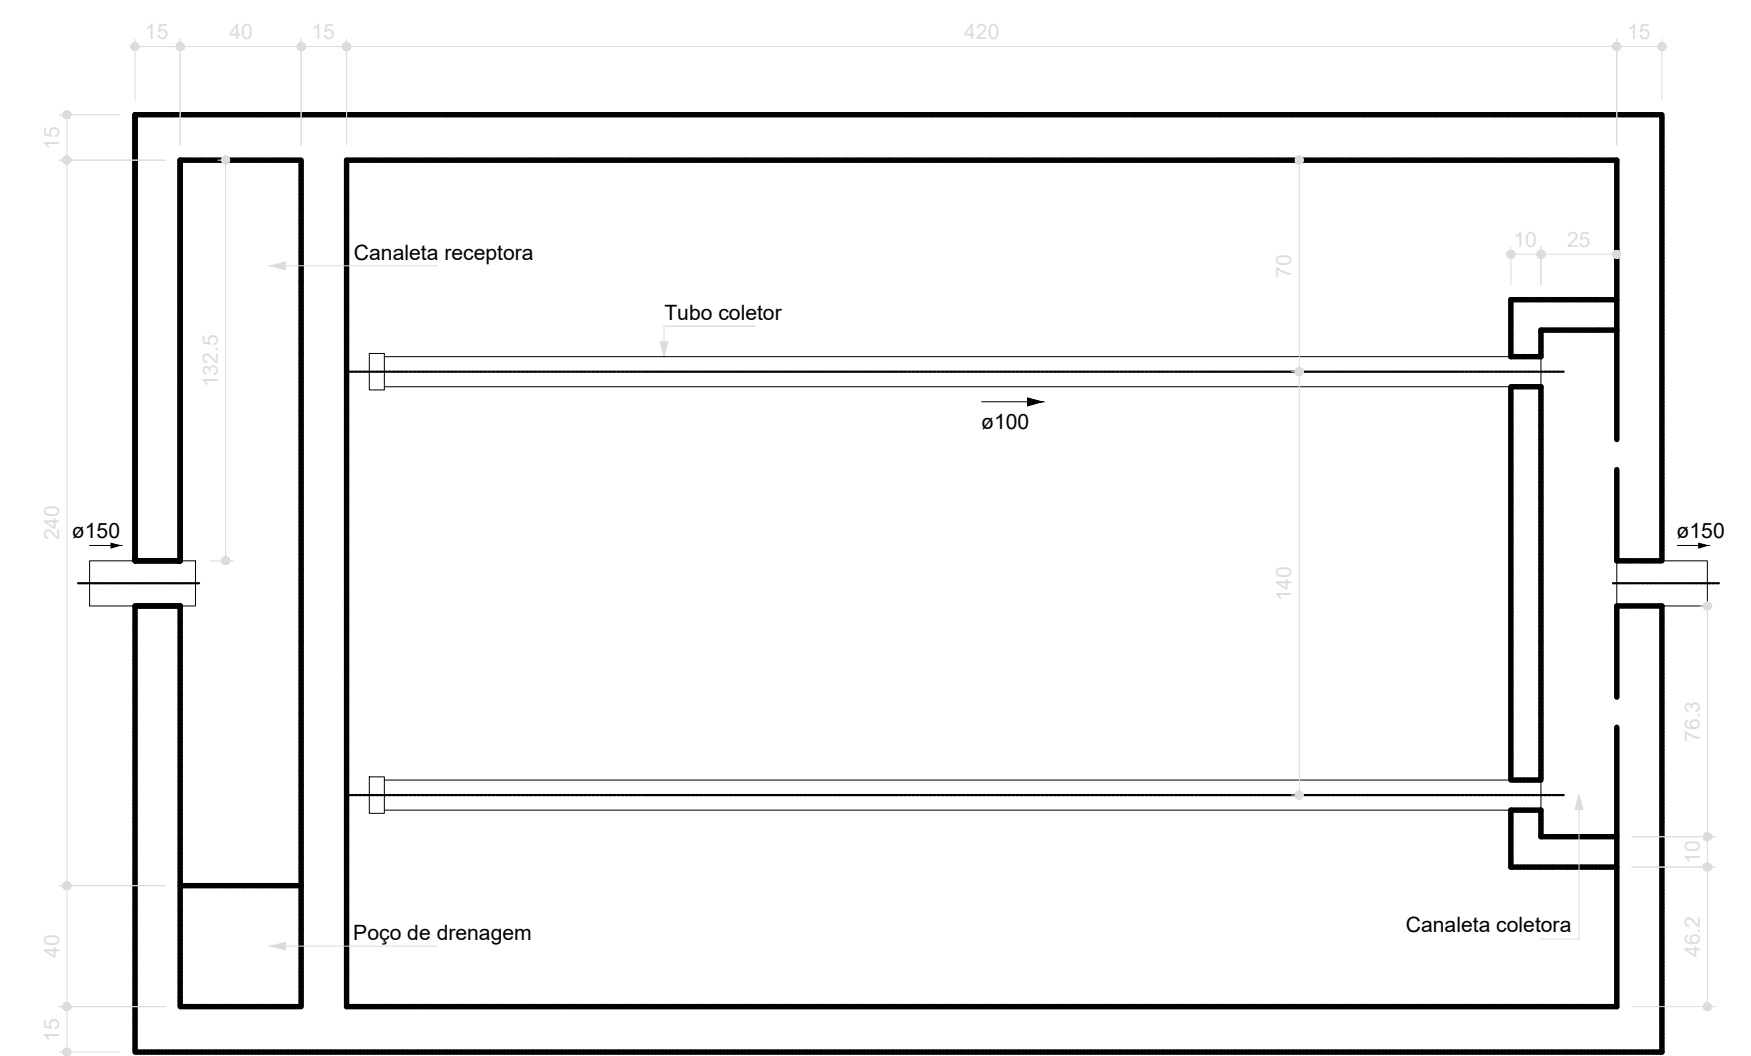 15
40
15
420
15
15
Canaleta receptora
10
25
70
Tubo coletor
132.5
ø100
240
ø150
ø150
140
76.3
10
Poço de drenagem
Canaleta coletora
40
46.2
15